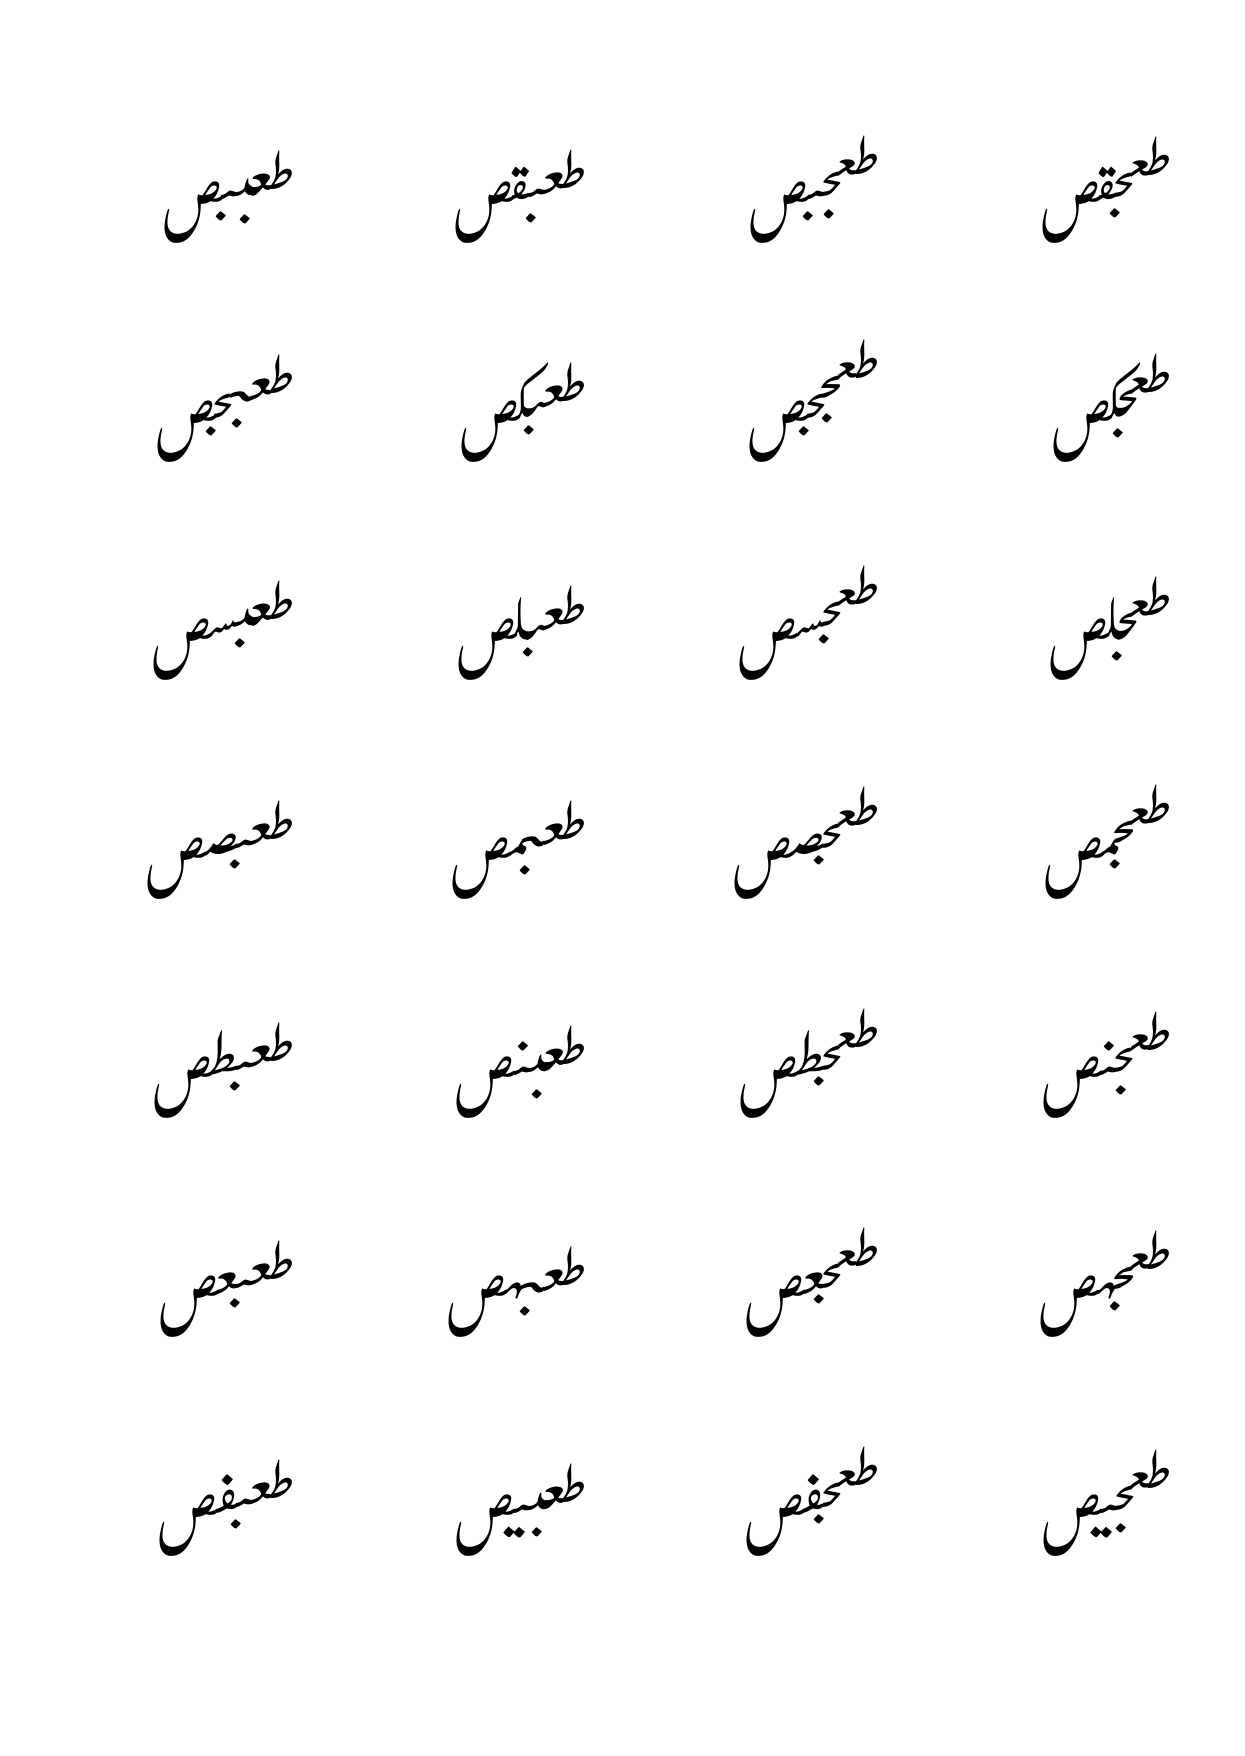 طعجقص طعجبص طعبقص طعببص
طعجكص طعججص طعبكص طعبجص
طعجلص طعجسص طعبلص طعبسص
طعجمص طعجصص طعبمص طعبصص
طعجنص طعجطص طعبنص طعبطص
طعجهص طعجعص طعبهص طعبعص
طعجيص طعجفص طعبيص طعبفص